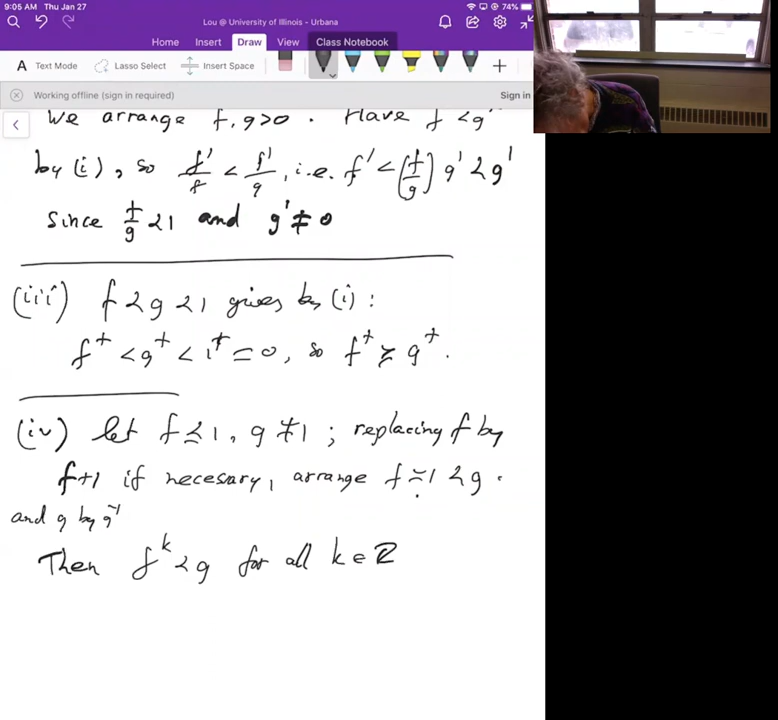 9:05 AM Thu Jan 27
74%
Lou @ University of Illinois - Urbana
Home Insert Draw View Class Notebook
A Text Mode Lasso Select Insert Space
Working offline (sign in required) Sign in
We arrange f, g>0. Have f† < g†
by (i), so f'/f < g'/g, i.e. f' < (f/g) g' ≺ g'
since f/g ≺ 1 and g' ≠ 0
(iii) f ≺ g ≺ 1 gives by (i):
f† < g† < 1† = 0, so f† ≽ g†.
(iv) let f ≼ 1, g ≭ 1; replacing f by
f+1 if necesary, arrange f ≍ 1 ≺ g.
and g by g⁻¹
Then fᵏ ≺ g for all k ∈ ℤ